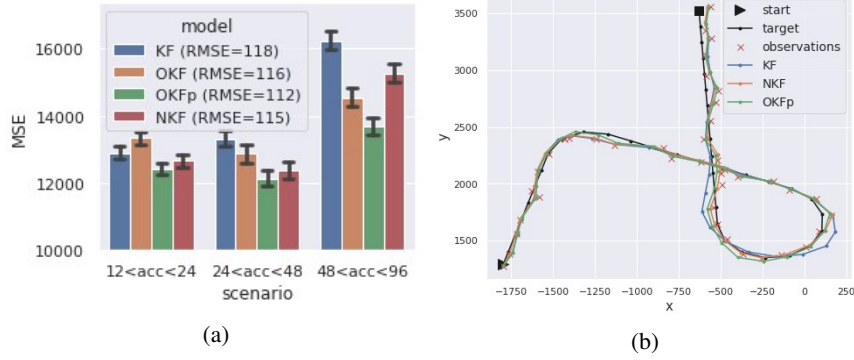 model
KF (RMSE=118)
OKF (RMSE=116)
OKFp (RMSE=112)
NKF (RMSE=115)
16000
14000
12000
10000
MSE
12<acc<24 24<acc<48 48<acc<96
scenario
(a)
start
target
observations
KF
NKF
OKFp
3500
3000
2500
2000
1500
y
−1750 −1500 −1250 −1000 −750 −500 −250 0 250
x
(b)